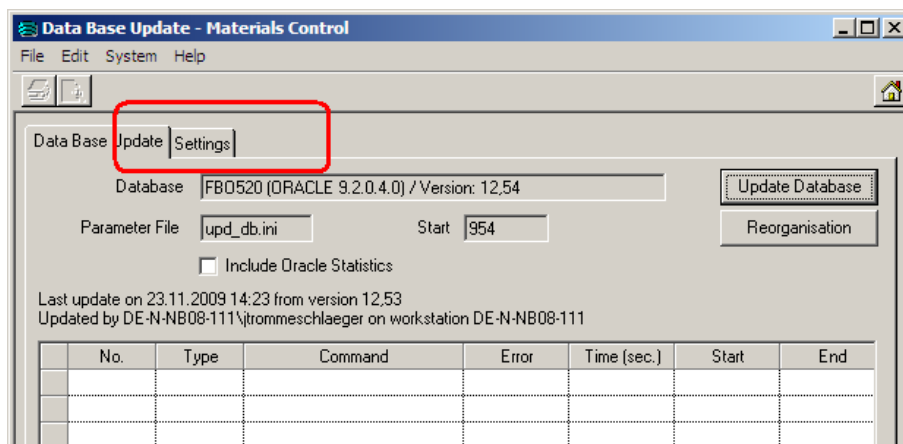 Data Base Update - Materials Control
File Edit System Help
Data Base Update Settings
Database FBO520 (ORACLE 9.2.0.4.0) / Version: 12,54 Update Database
Parameter File upd_db.ini Start 954 Reorganisation
Include Oracle Statistics
Last update on 23.11.2009 14:23 from version 12,53
Updated by DE-N-NB08-111\jtrommeschlaeger on workstation DE-N-NB08-111
No. Type Command Error Time (sec.) Start End